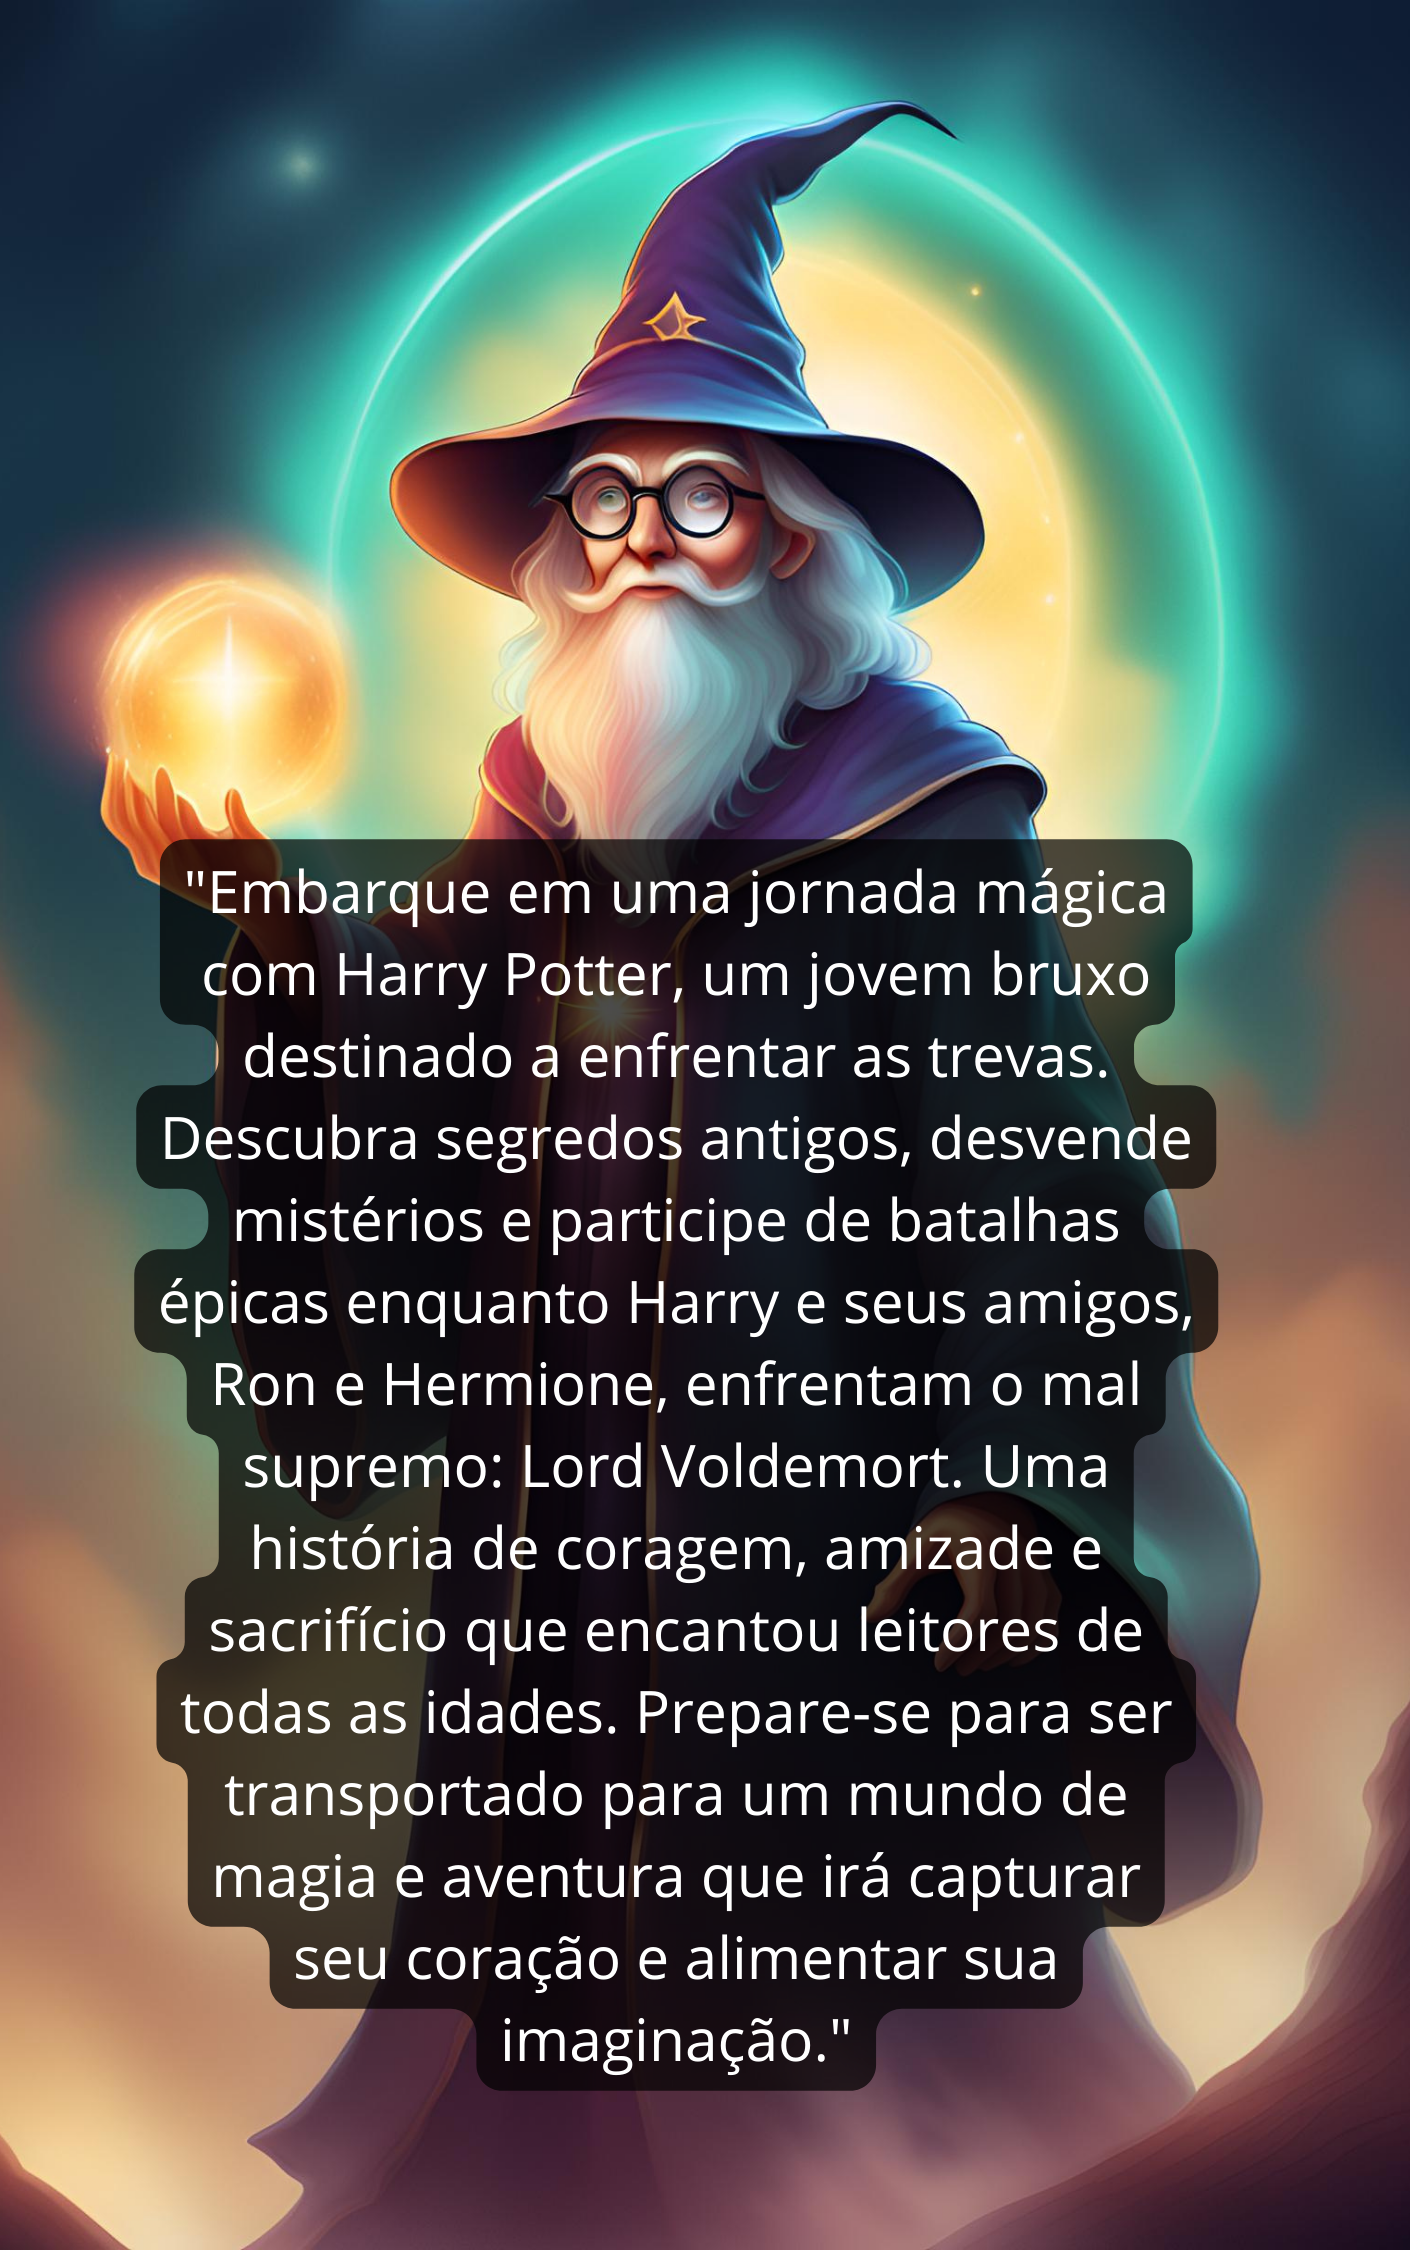 "Embarque em uma jornada mágica
com Harry Potter, um jovem bruxo
destinado a enfrentar as trevas.
Descubra segredos antigos, desvende
mistérios e participe de batalhas
épicas enquanto Harry e seus amigos,
Ron e Hermione, enfrentam o mal
supremo: Lord Voldemort. Uma
história de coragem, amizade e
sacrifício que encantou leitores de
todas as idades. Prepare-se para ser
transportado para um mundo de
magia e aventura que irá capturar
seu coração e alimentar sua
imaginação."